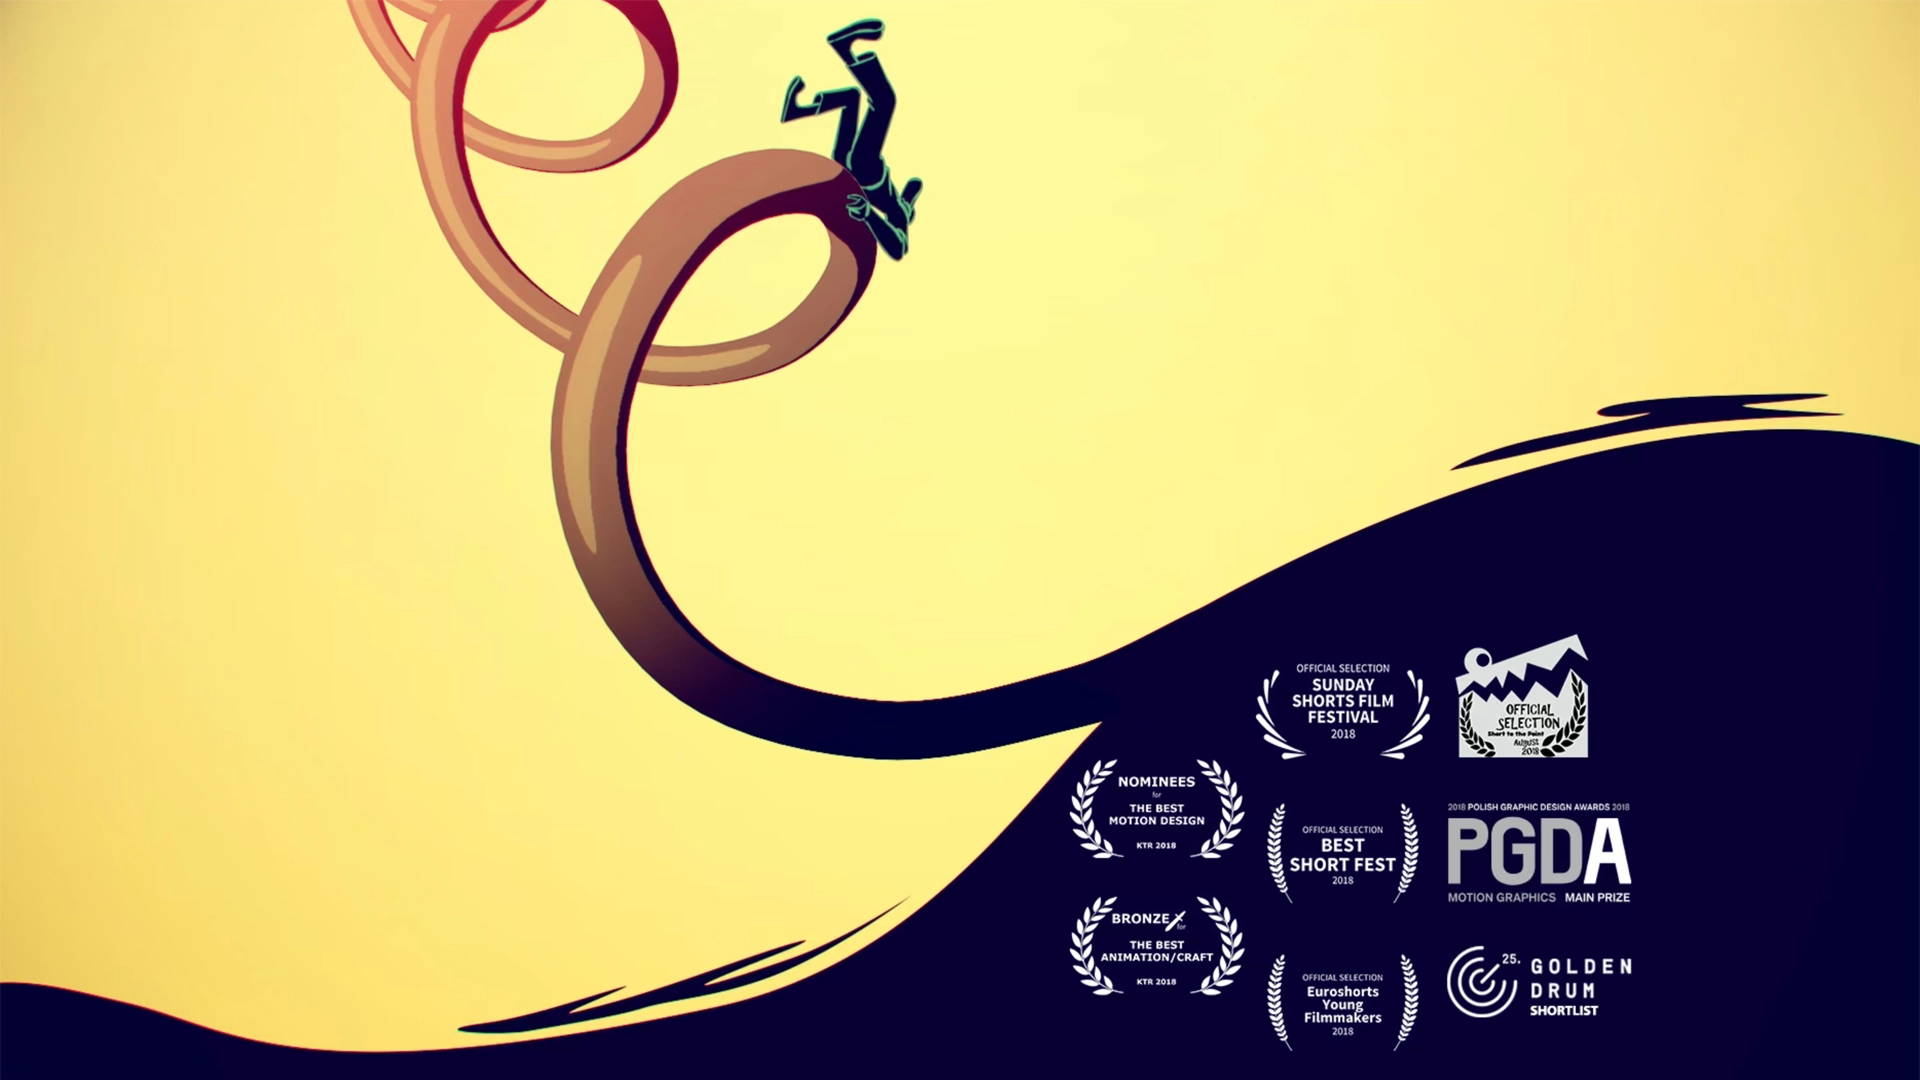 OFFICIAL SELECTION
SUNDAY
SHORTS FILM
FESTIVAL
2018
OFFICIAL
SELECTION
Short to the Point
August
2018
NOMINEES
for
THE BEST
MOTION DESIGN
KTR 2018
OFFICIAL SELECTION
BEST
SHORT FEST
2018
2018 POLISH GRAPHIC DESIGN AWARDS 2018
PGDA
MOTION GRAPHICS MAIN PRIZE
BRONZE
for
THE BEST
ANIMATION/CRAFT
KTR 2018
OFFICIAL SELECTION
Euroshorts
Young
Filmmakers
2018
25. GOLDEN
DRUM
SHORTLIST